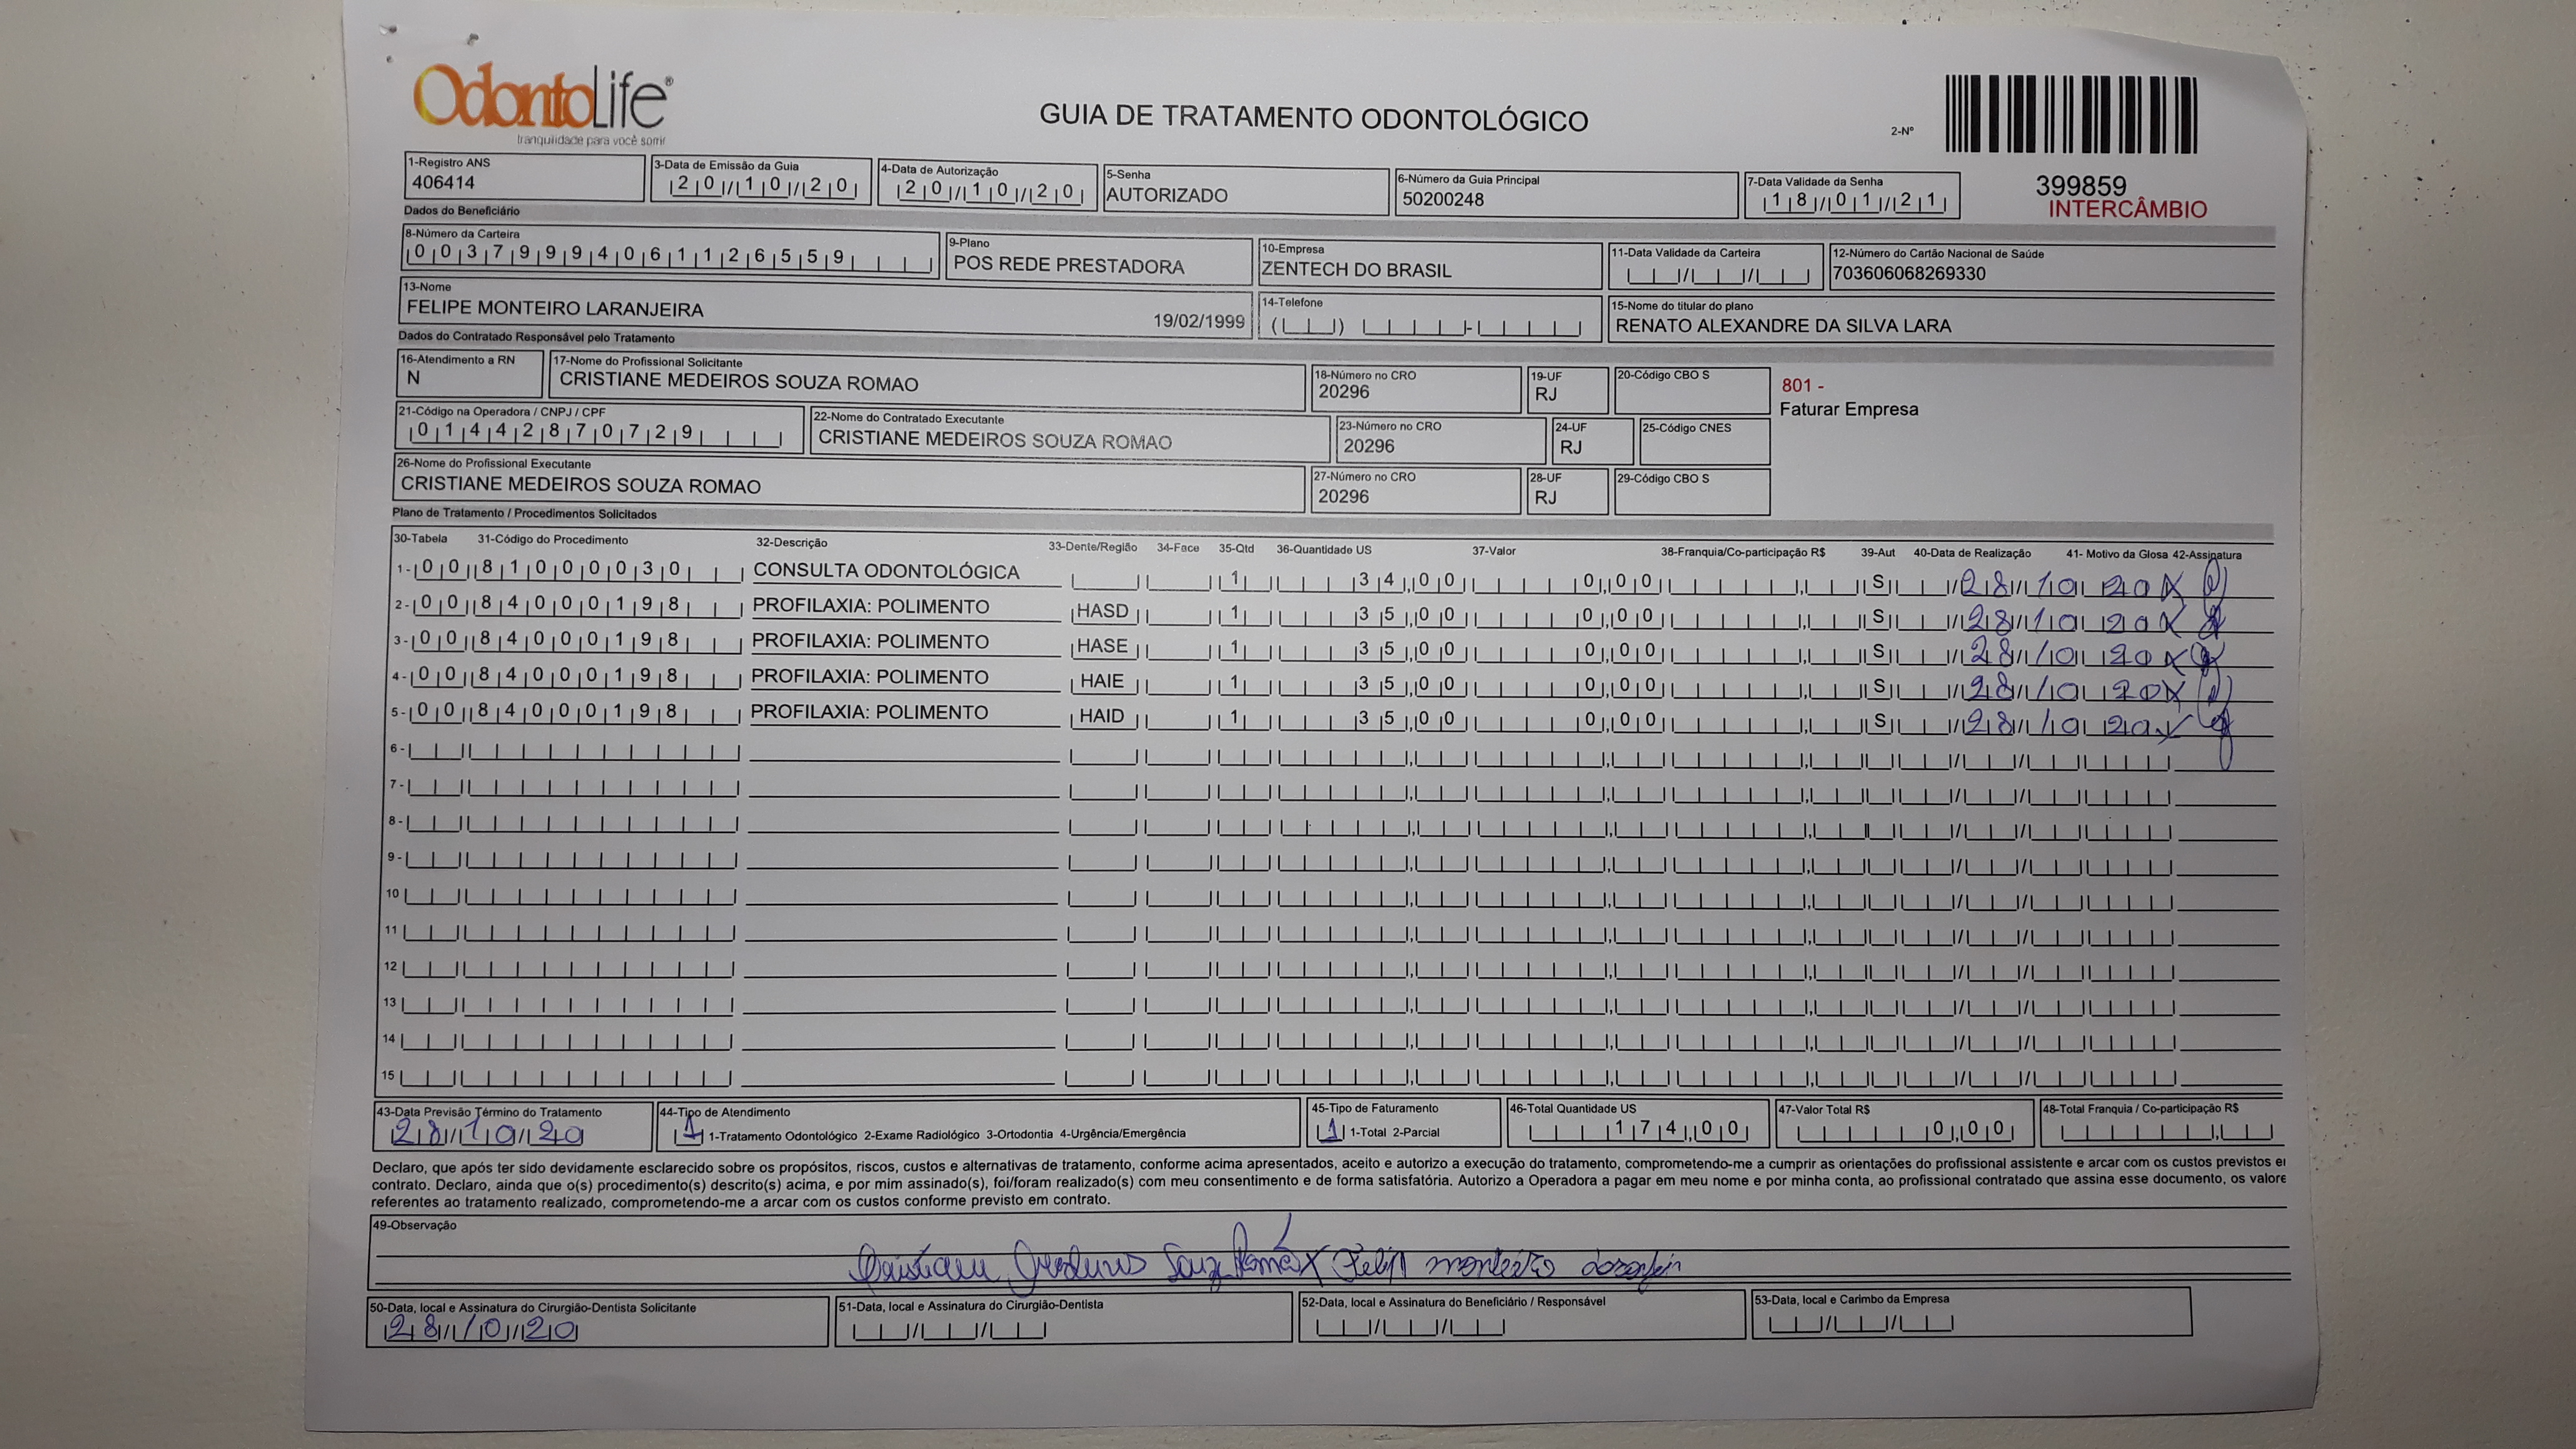 OdontoLife®
tranquilidade para você sorrir
GUIA DE TRATAMENTO ODONTOLÓGICO
2-Nº
399859
INTERCÂMBIO
1-Registro ANS
406414
3-Data de Emissão da Guia
20/10/20
4-Data de Autorização
20/10/20
5-Senha
AUTORIZADO
6-Número da Guia Principal
50200248
7-Data Validade da Senha
18/01/21
Dados do Beneficiário
8-Número da Carteira
00379994061126559
9-Plano
POS REDE PRESTADORA
10-Empresa
ZENTECH DO BRASIL
11-Data Validade da Carteira
12-Número do Cartão Nacional de Saúde
703606068269330
13-Nome
FELIPE MONTEIRO LARANJEIRA
19/02/1999
14-Telefone
15-Nome do titular do plano
RENATO ALEXANDRE DA SILVA LARA
Dados do Contratado Responsável pelo Tratamento
16-Atendimento a RN
N
17-Nome do Profissional Solicitante
CRISTIANE MEDEIROS SOUZA ROMAO
18-Número no CRO
20296
19-UF
RJ
20-Código CBO S
801 -
Faturar Empresa
21-Código na Operadora / CNPJ / CPF
01442870729
22-Nome do Contratado Executante
CRISTIANE MEDEIROS SOUZA ROMAO
23-Número no CRO
20296
24-UF
RJ
25-Código CNES
26-Nome do Profissional Executante
CRISTIANE MEDEIROS SOUZA ROMAO
27-Número no CRO
20296
28-UF
RJ
29-Código CBO S
Plano de Tratamento / Procedimentos Solicitados
30-Tabela 31-Código do Procedimento 32-Descrição 33-Dente/Região 34-Face 35-Qtd 36-Quantidade US 37-Valor 38-Franquia/Co-participação R$ 39-Aut 40-Data de Realização 41- Motivo da Glosa 42-Assinatura
1- 00 81000030 CONSULTA ODONTOLÓGICA 1 34,00 0,00 S 28/10/20 X
2- 00 84000198 PROFILAXIA: POLIMENTO HASD 1 35,00 0,00 S 28/10/20 X
3- 00 84000198 PROFILAXIA: POLIMENTO HASE 1 35,00 0,00 S 28/10/20 X
4- 00 84000198 PROFILAXIA: POLIMENTO HAIE 1 35,00 0,00 S 28/10/20 X
5- 00 84000198 PROFILAXIA: POLIMENTO HAID 1 35,00 0,00 S 28/10/20 X
6-
7-
8-
9-
10
11
12
13
14
15
43-Data Previsão Término do Tratamento
28/10/20
44-Tipo de Atendimento
1 1-Tratamento Odontológico 2-Exame Radiológico 3-Ortodontia 4-Urgência/Emergência
45-Tipo de Faturamento
1 1-Total 2-Parcial
46-Total Quantidade US
174,00
47-Valor Total R$
0,00
48-Total Franquia / Co-participação R$
Declaro, que após ter sido devidamente esclarecido sobre os propósitos, riscos, custos e alternativas de tratamento, conforme acima apresentados, aceito e autorizo a execução do tratamento, comprometendo-me a cumprir as orientações do profissional assistente e arcar com os custos previstos e
contrato. Declaro, ainda que o(s) procedimento(s) descrito(s) acima, e por mim assinado(s), foi/foram realizado(s) com meu consentimento e de forma satisfatória. Autorizo a Operadora a pagar em meu nome e por minha conta, ao profissional contratado que assina esse documento, os valore
referentes ao tratamento realizado, comprometendo-me a arcar com os custos conforme previsto em contrato.
49-Observação
Cristiane Medeiros Souza Romão X Felip monteiro
50-Data, local e Assinatura do Cirurgião-Dentista Solicitante
28/10/20
51-Data, local e Assinatura do Cirurgião-Dentista
52-Data, local e Assinatura do Beneficiário / Responsável
53-Data, local e Carimbo da Empresa